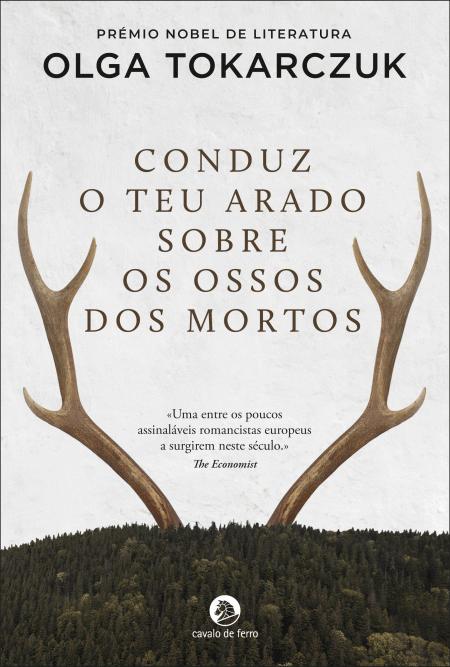 PRÉMIO NOBEL DE LITERATURA
OLGA TOKARCZUK
CONDUZ
O TEU ARADO
SOBRE
OS OSSOS
DOS MORTOS
«Uma entre os poucos
assinaláveis romancistas europeus
a surgirem neste século.»
The Economist
cavalo de ferro